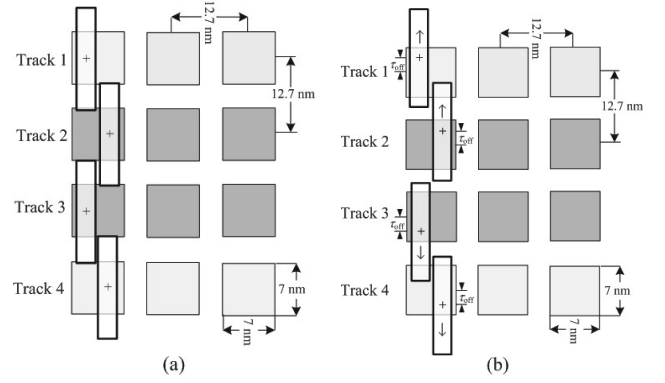 12.7 nm
Track 1
12.7 nm
Track 2
Track 3
Track 4
7 nm
7 nm
(a)
12.7 nm
Track 1
τoff
12.7 nm
Track 2
τoff
Track 3
τoff
Track 4
τoff
7 nm
7 nm
(b)